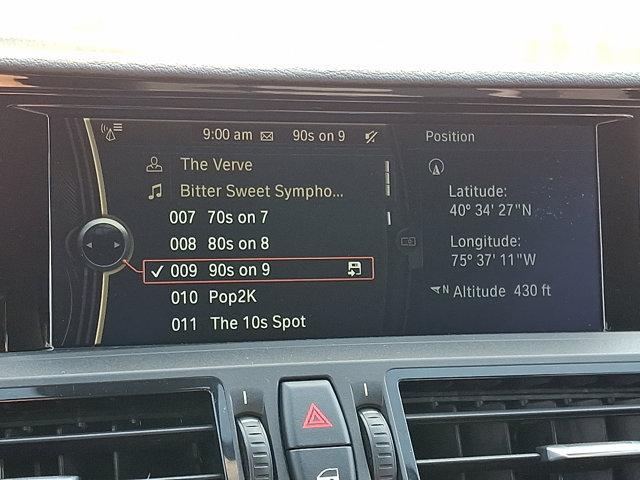 9:00 am 90s on 9
The Verve
Bitter Sweet Sympho...
007 70s on 7
008 80s on 8
009 90s on 9
010 Pop2K
011 The 10s Spot
Position
Latitude:
40° 34' 27"N
Longitude:
75° 37' 11"W
N Altitude 430 ft